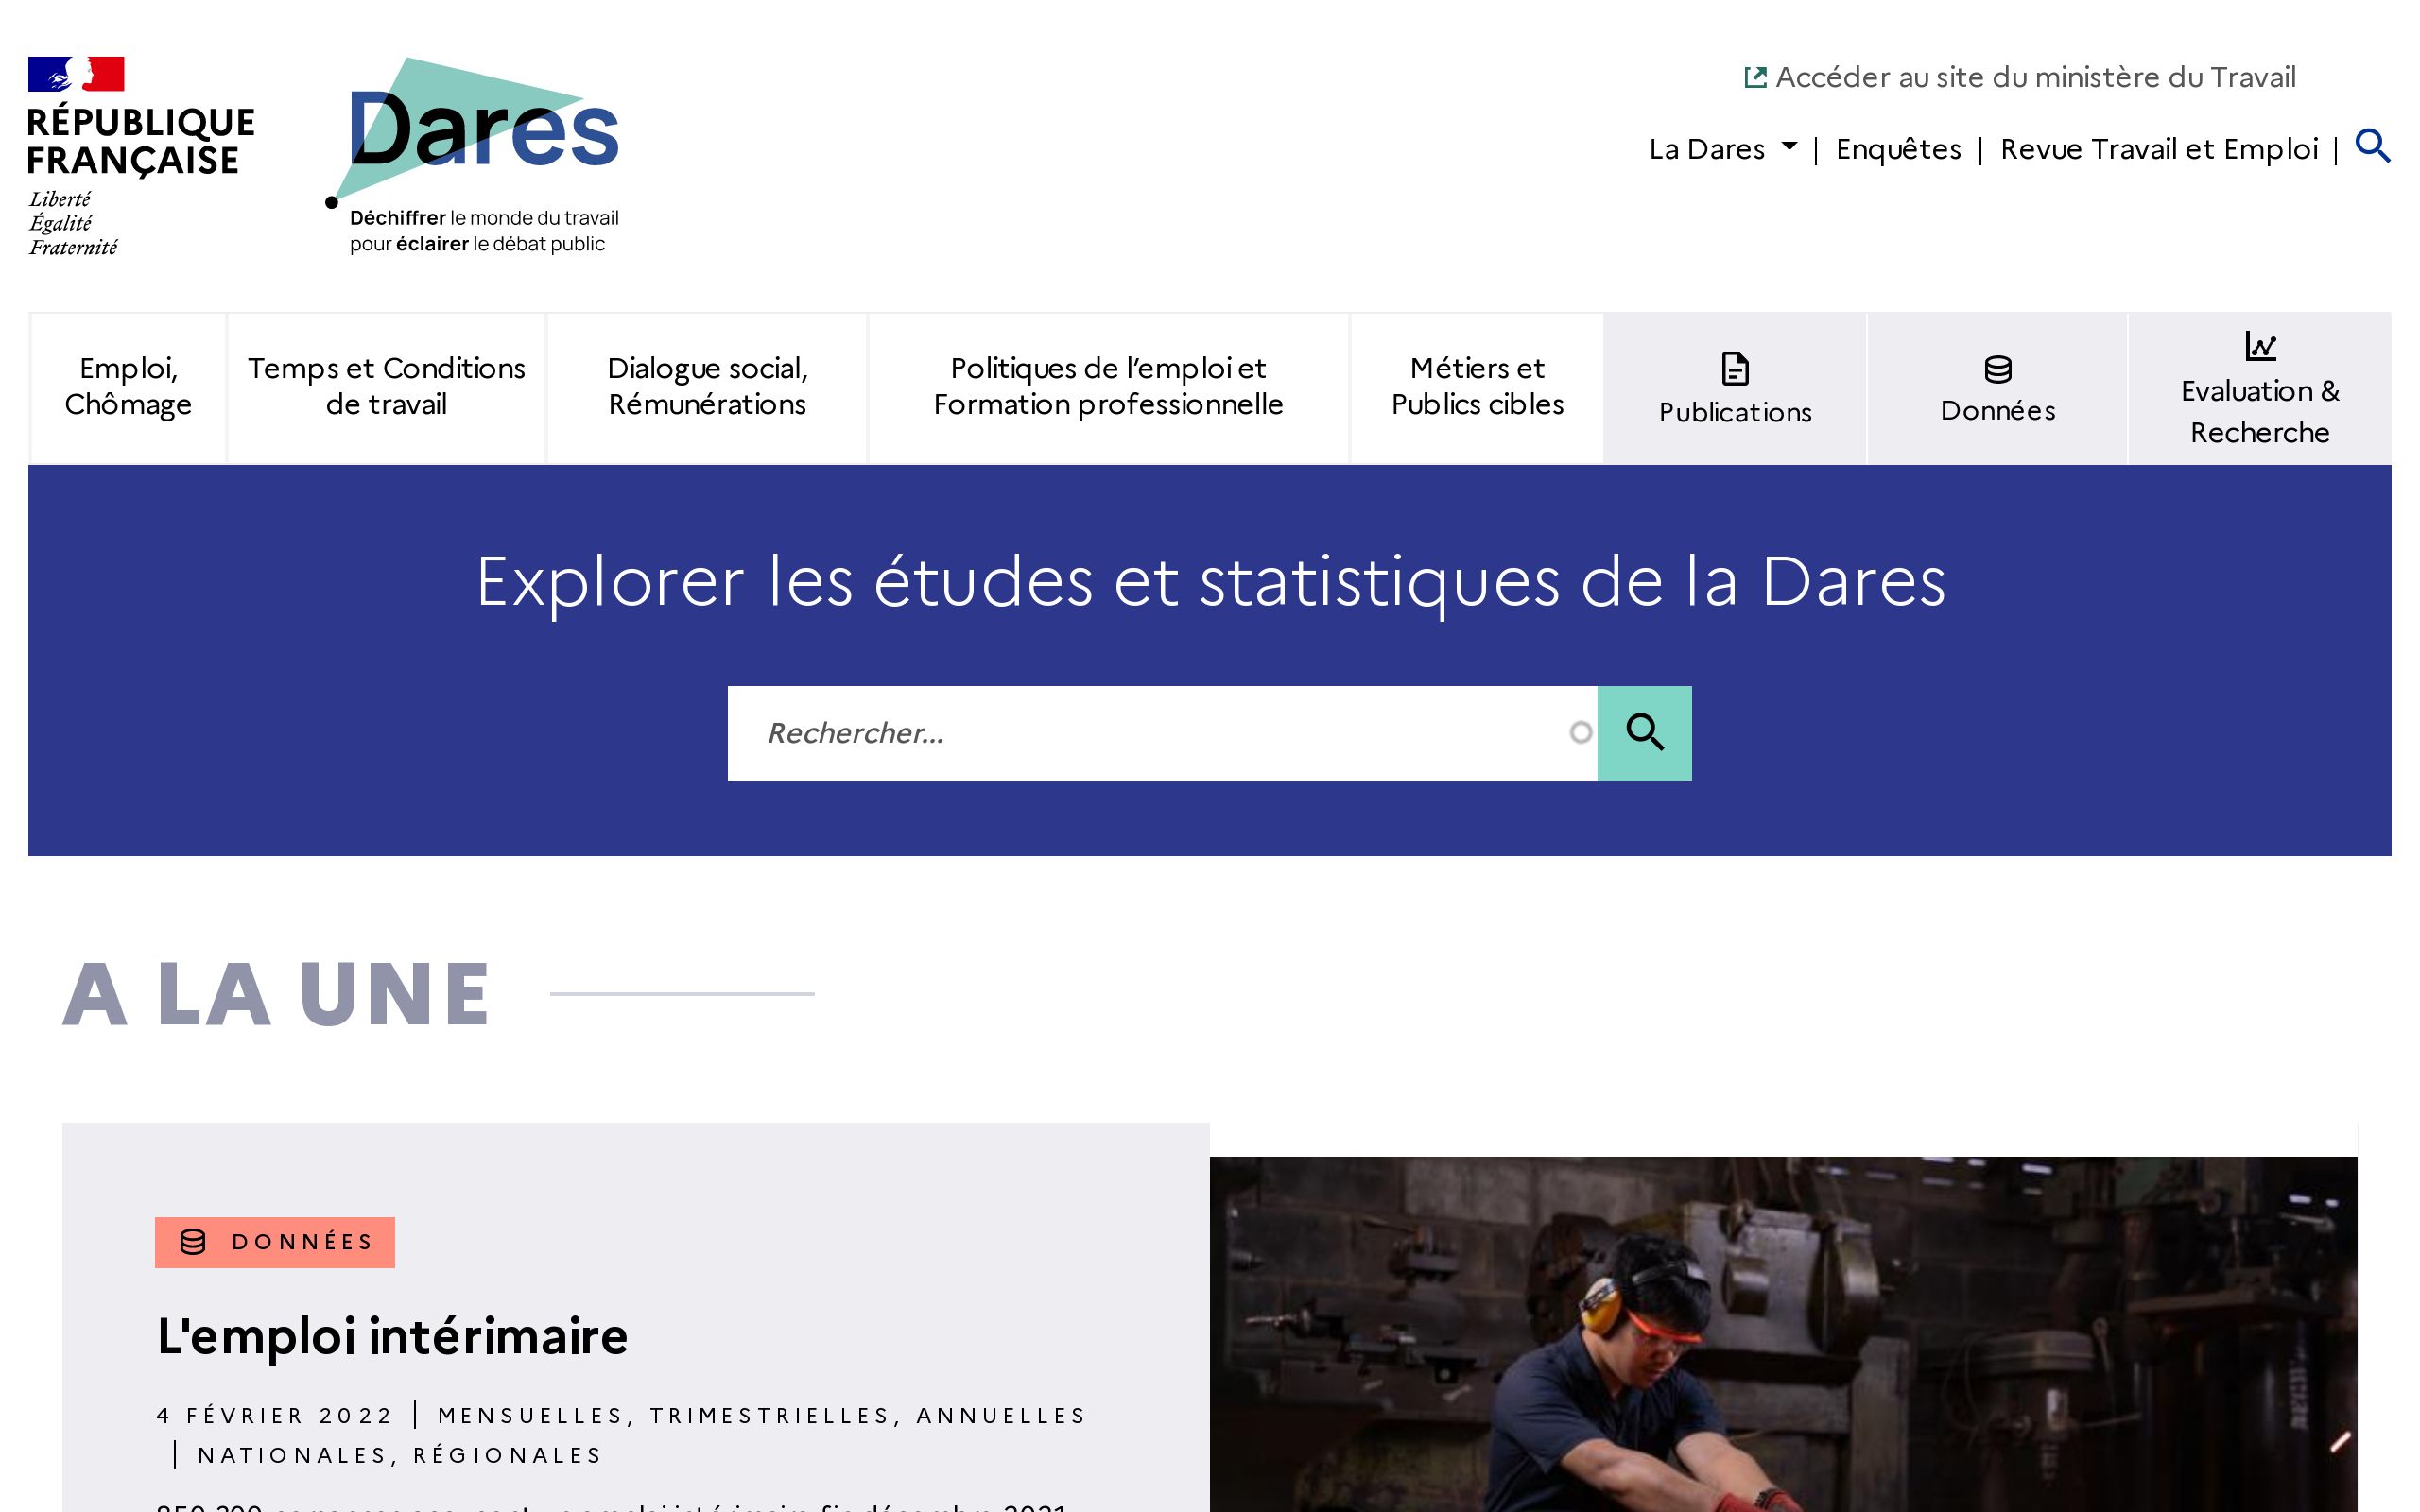 RÉPUBLIQUE
FRANÇAISE
Liberté
Égalité
Fraternité
Dares
Déchiffrer le monde du travail
pour éclairer le débat public
Accéder au site du ministère du Travail
La Dares | Enquêtes | Revue Travail et Emploi |
Emploi,
Chômage
Temps et Conditions
de travail
Dialogue social,
Rémunérations
Politiques de l’emploi et
Formation professionnelle
Métiers et
Publics cibles
Publications
Données
Evaluation &
Recherche
Explorer les études et statistiques de la Dares
Rechercher...
A LA UNE
DONNÉES
L'emploi intérimaire
4 FÉVRIER 2022 | MENSUELLES, TRIMESTRIELLES, ANNUELLES
| NATIONALES, RÉGIONALES